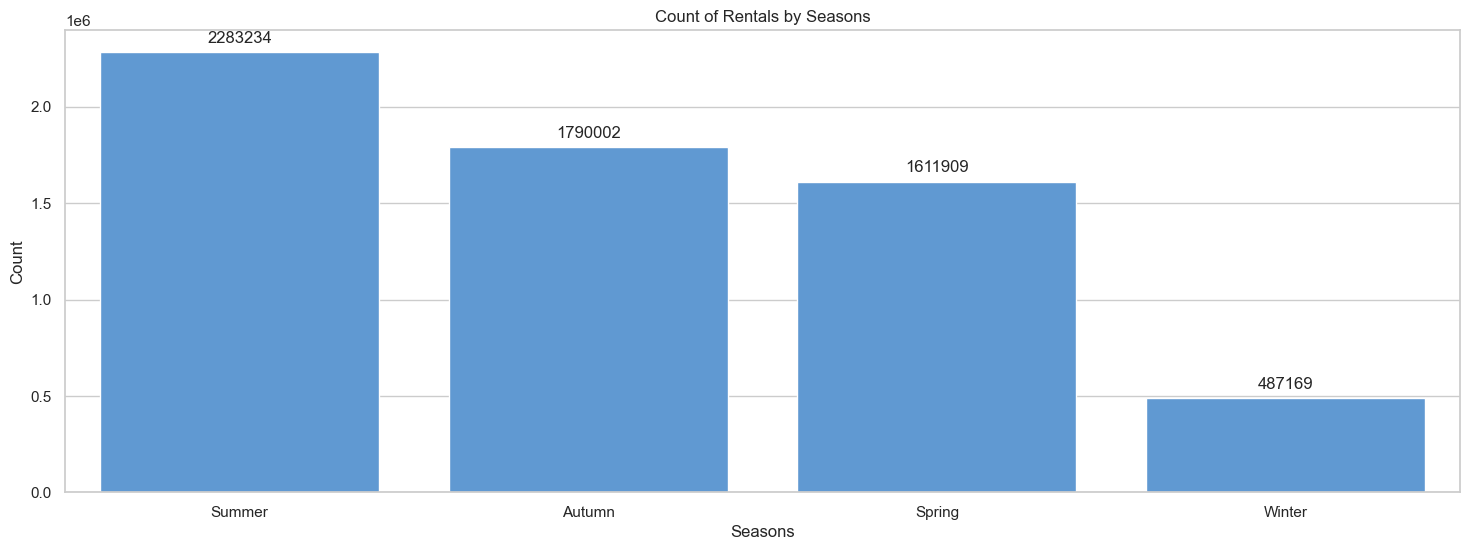 Count of Rentals by Seasons
1e6
2283234
2.0
1790002
1611909
1.5
Count
1.0
487169
0.5
0.0
Summer Autumn Spring Winter
Seasons